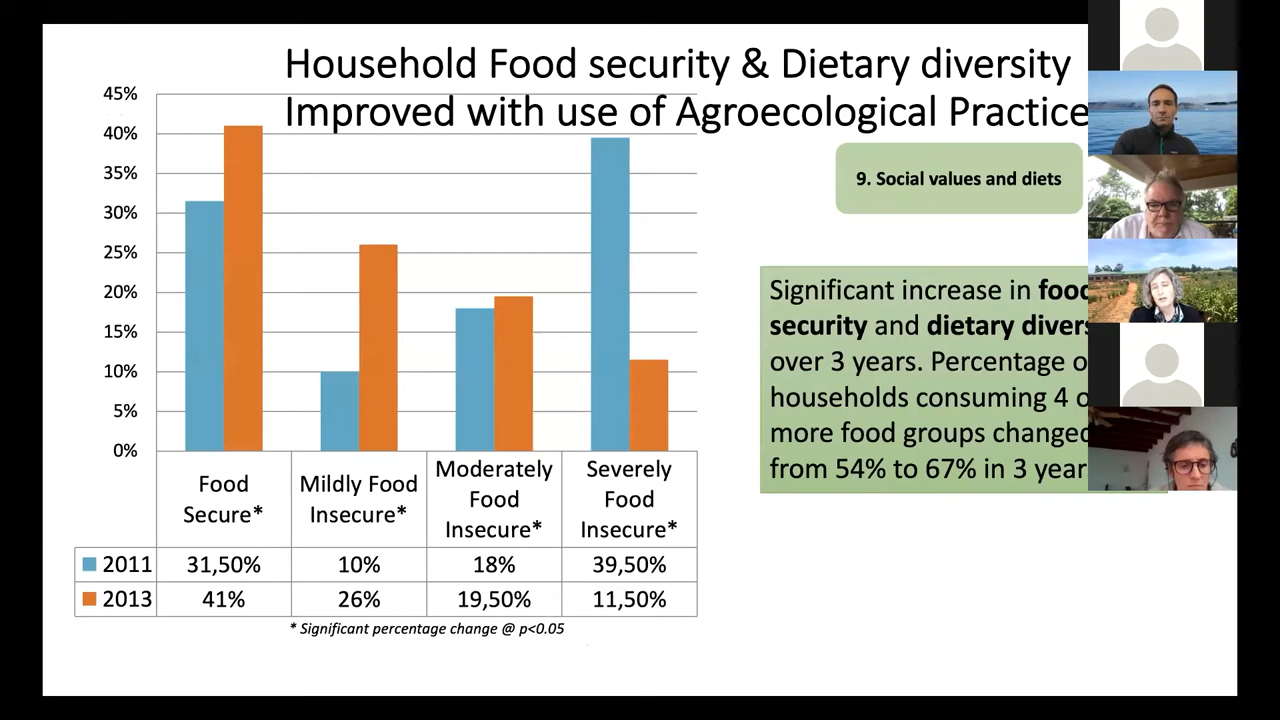 Household Food security & Dietary diversity
Improved with use of Agroecological Practice
45%
40%
35%
30%
25%
20%
15%
10%
5%
0%
Food Secure*
Mildly Food Insecure*
Moderately Food Insecure*
Severely Food Insecure*
2011 31,50% 10% 18% 39,50%
2013 41% 26% 19,50% 11,50%
* Significant percentage change @ p<0.05
9. Social values and diets
Significant increase in
security and dietary
over 3 years. Percentage
households consuming 4
more food groups changed
from 54% to 67% in 3